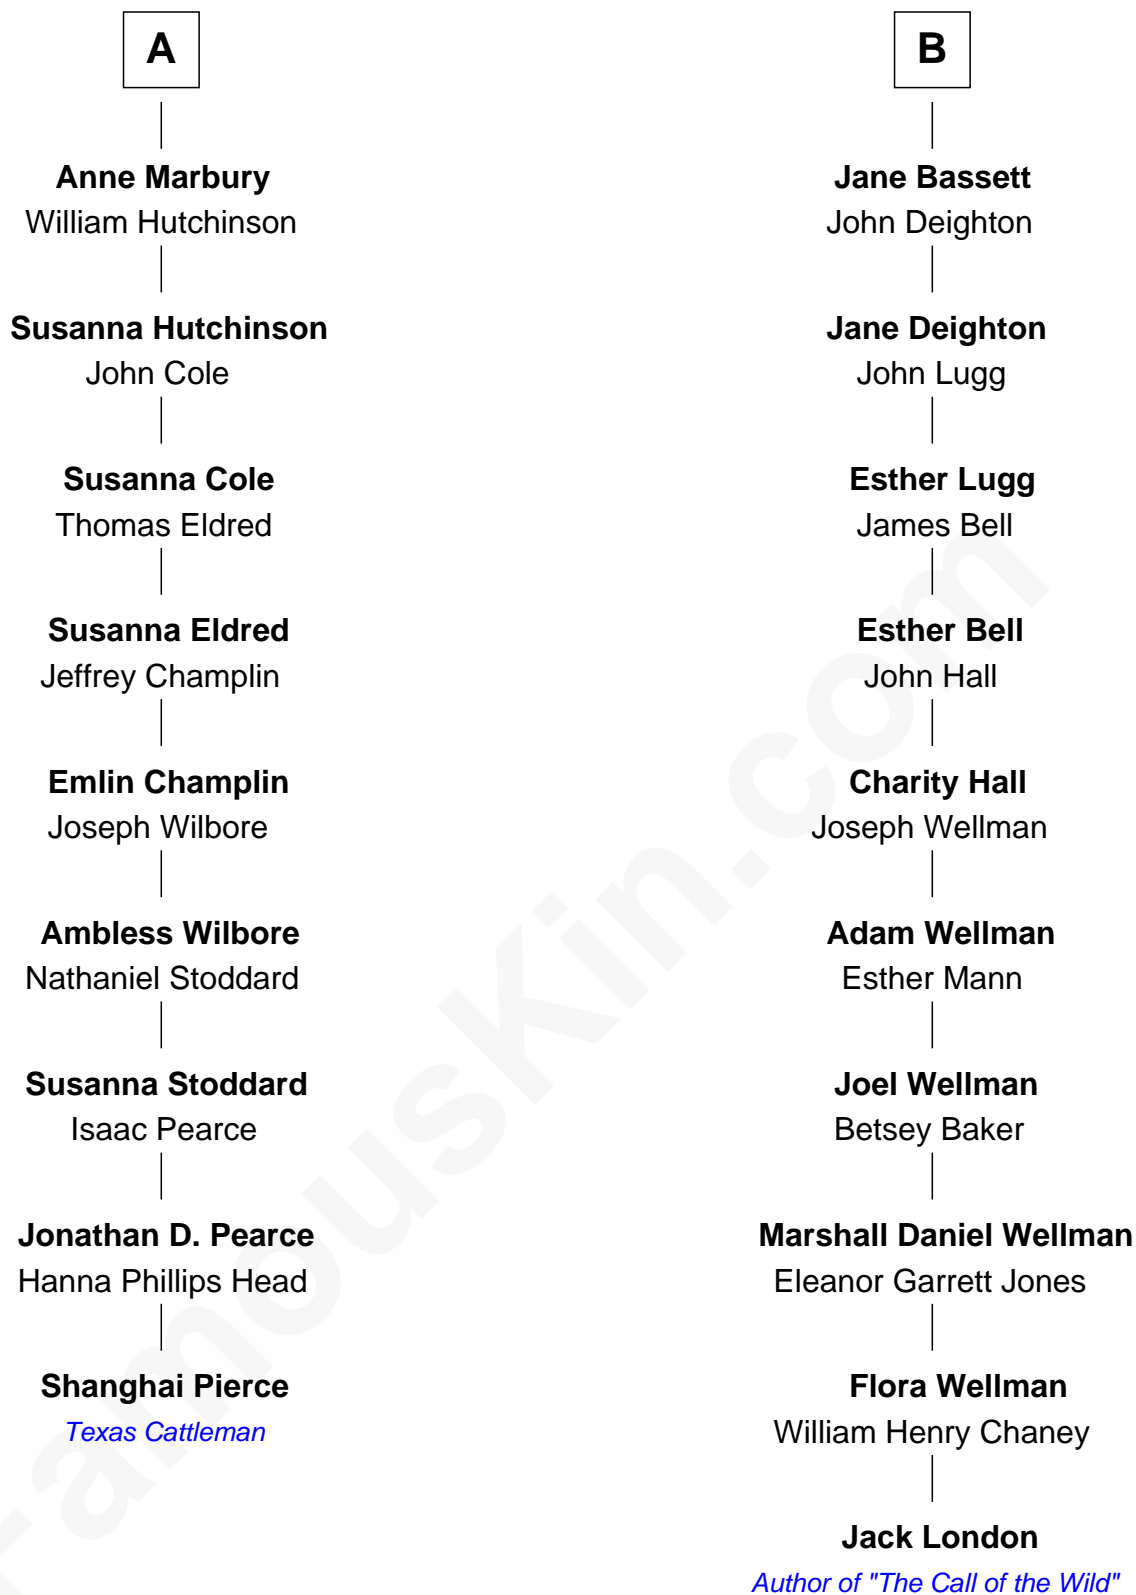 A
Anne Marbury
William Hutchinson
Susanna Hutchinson
John Cole
Susanna Cole
Thomas Eldred
Susanna Eldred
Jeffrey Champlin
Emlin Champlin
Joseph Wilbore
Ambless Wilbore
Nathaniel Stoddard
Susanna Stoddard
Isaac Pearce
Jonathan D. Pearce
Hanna Phillips Head
Shanghai Pierce
Texas Cattleman
B
Jane Bassett
John Deighton
Jane Deighton
John Lugg
Esther Lugg
James Bell
Esther Bell
John Hall
Charity Hall
Joseph Wellman
Adam Wellman
Esther Mann
Joel Wellman
Betsey Baker
Marshall Daniel Wellman
Eleanor Garrett Jones
Flora Wellman
William Henry Chaney
Jack London
Author of "The Call of the Wild"
FamousKin.com